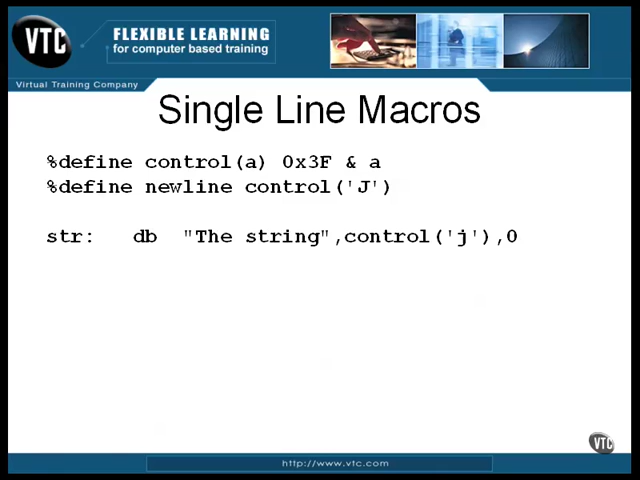 VTC
FLEXIBLE LEARNING
for computer based training
Virtual Training Company
Single Line Macros
%define control(a) 0x3F & a
%define newline control('J')
str: db "The string",control('j'),0
VTC
http://www.vtc.com